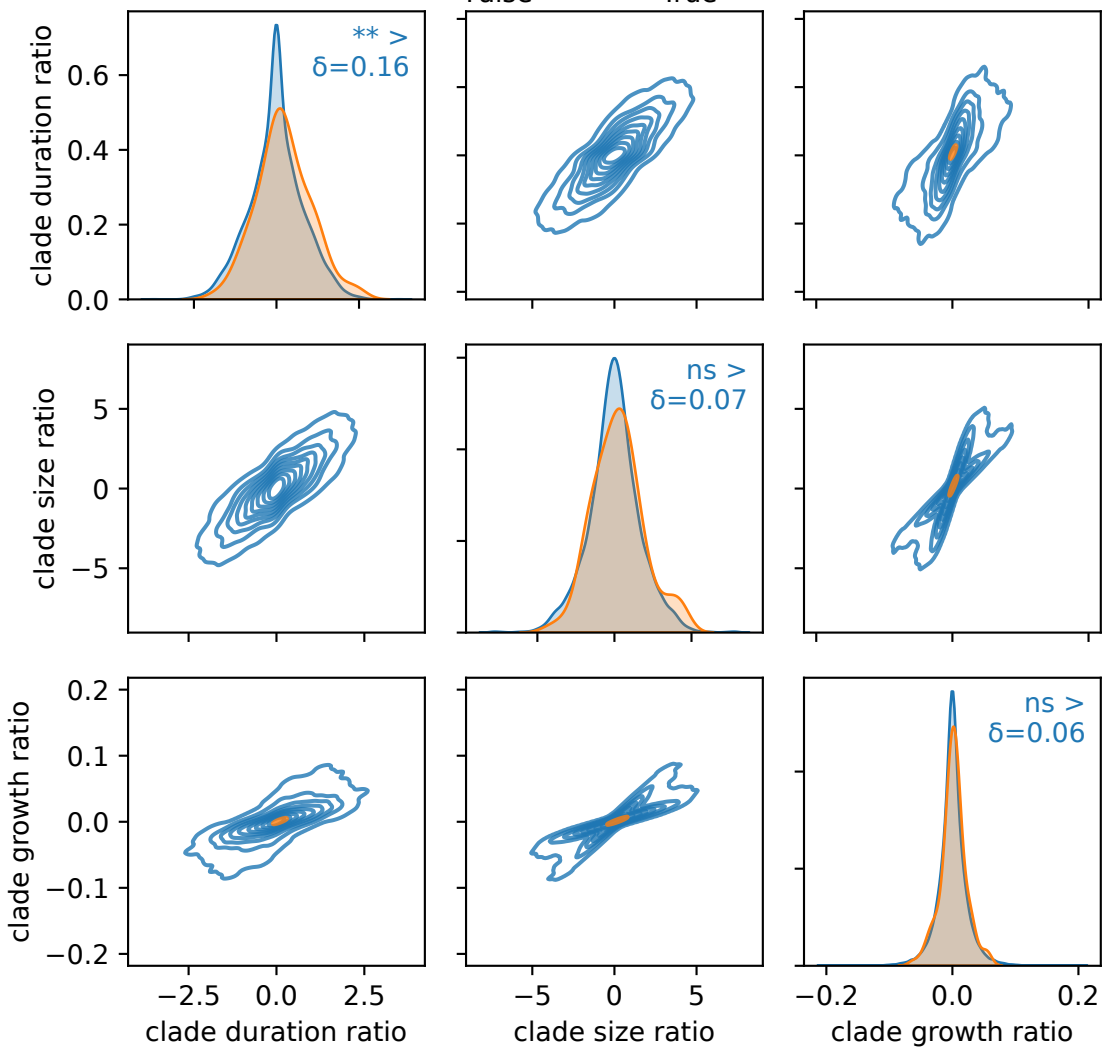 False True
clade duration ratio
0.6
0.4
0.2
0.0
** >
δ=0.16
clade size ratio
5
0
−5
ns >
δ=0.07
clade growth ratio
0.2
0.1
0.0
−0.1
−0.2
ns >
δ=0.06
−2.5 0.0 2.5
−5 0 5
−0.2 0.0 0.2
clade duration ratio
clade size ratio
clade growth ratio